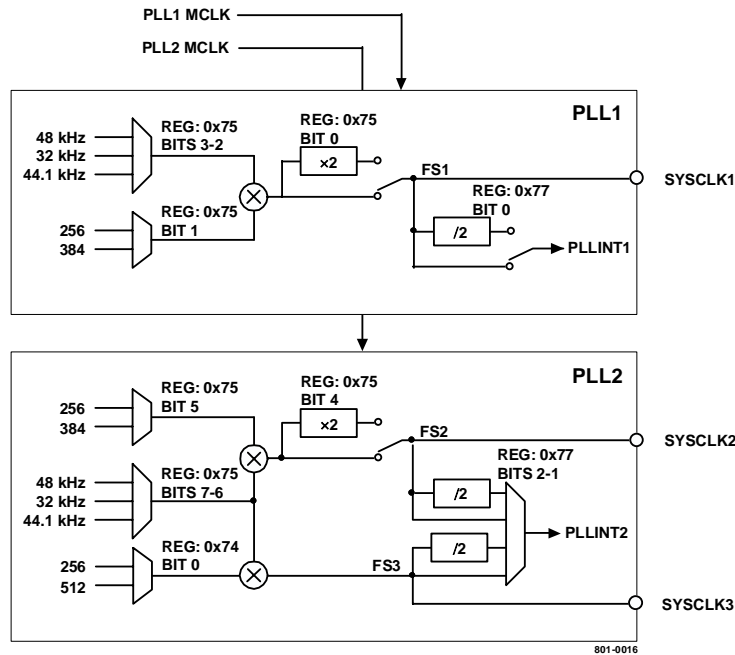 PLL1 MCLK
PLL2 MCLK
PLL1
REG: 0x75
BITS 3-2
48 kHz
32 kHz
44.1 kHz
REG: 0x75
BIT 0
×2
FS1
SYSCLK1
REG: 0x75
BIT 1
256
384
REG: 0x77
BIT 0
/2
PLLINT1
PLL2
REG: 0x75
BIT 5
256
384
REG: 0x75
BIT 4
×2
FS2
SYSCLK2
REG: 0x75
BITS 7-6
48 kHz
32 kHz
44.1 kHz
REG: 0x77
BITS 2-1
/2
/2
PLLINT2
REG: 0x74
BIT 0
256
512
FS3
SYSCLK3
801-0016